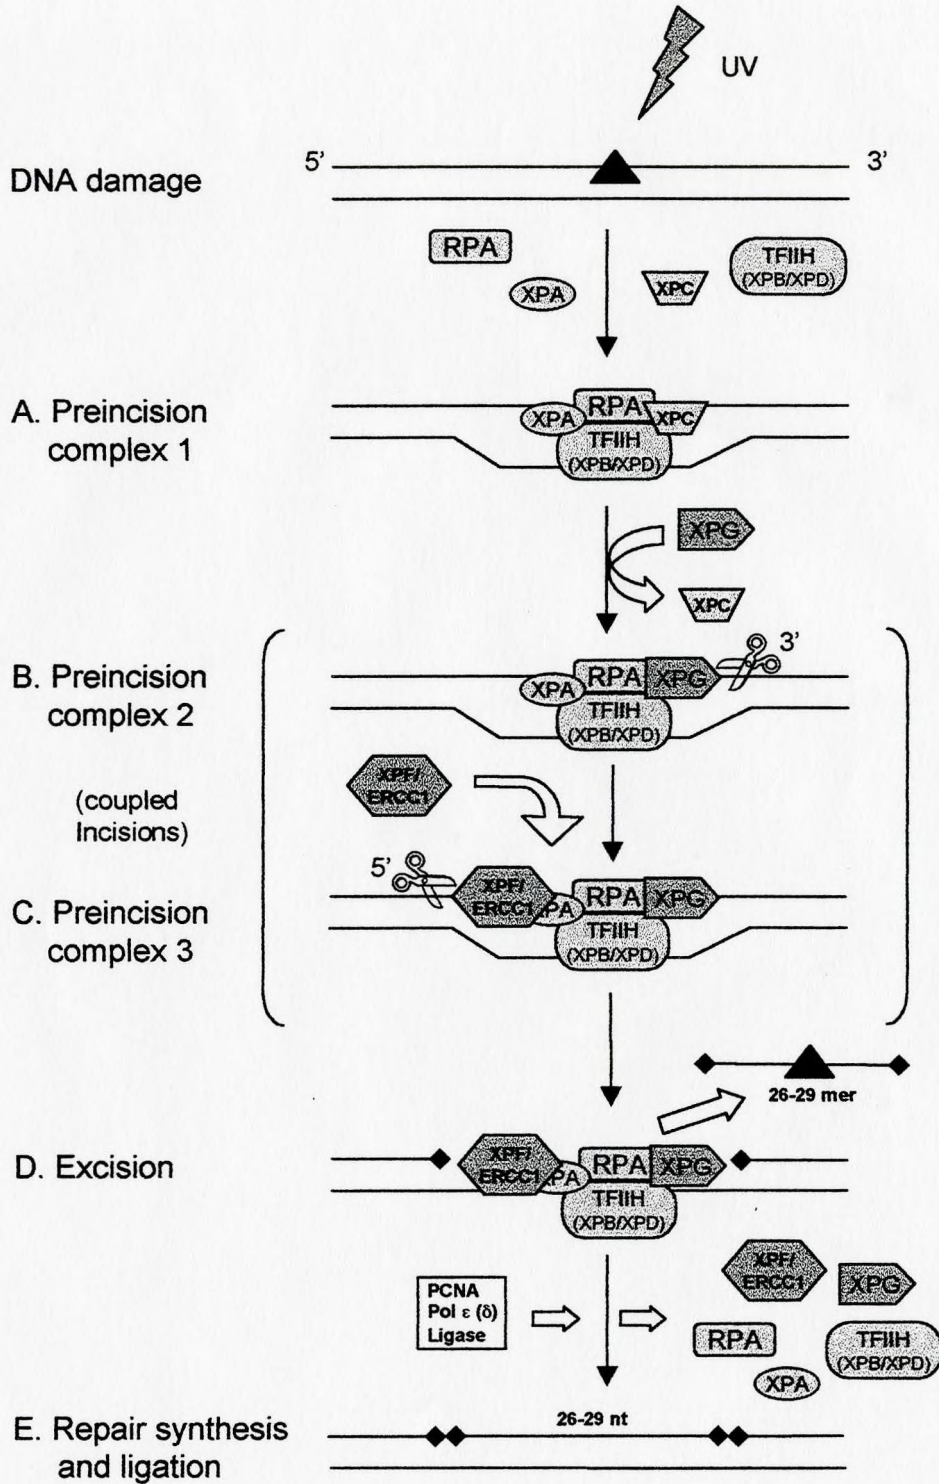 UV
5’ 3’
DNA damage
RPA
XPA
XPC
TFIIH
(XPB/XPD)
A. Preincision
complex 1
XPA
RPA
XPC
TFIIH
(XPB/XPD)
XPG
XPC
3’
B. Preincision
complex 2
XPA
RPA
XPG
TFIIH
(XPB/XPD)
(coupled
Incisions)
XPF/
ERCC1
5’
C. Preincision
complex 3
XPF/
ERCC1
XPA
RPA
XPG
TFIIH
(XPB/XPD)
26-29 mer
D. Excision
XPF/
ERCC1
XPA
RPA
XPG
TFIIH
(XPB/XPD)
PCNA
Pol ε (δ)
Ligase
XPF/
ERCC1
XPG
RPA
TFIIH
(XPB/XPD)
XPA
E. Repair synthesis
and ligation
26-29 nt